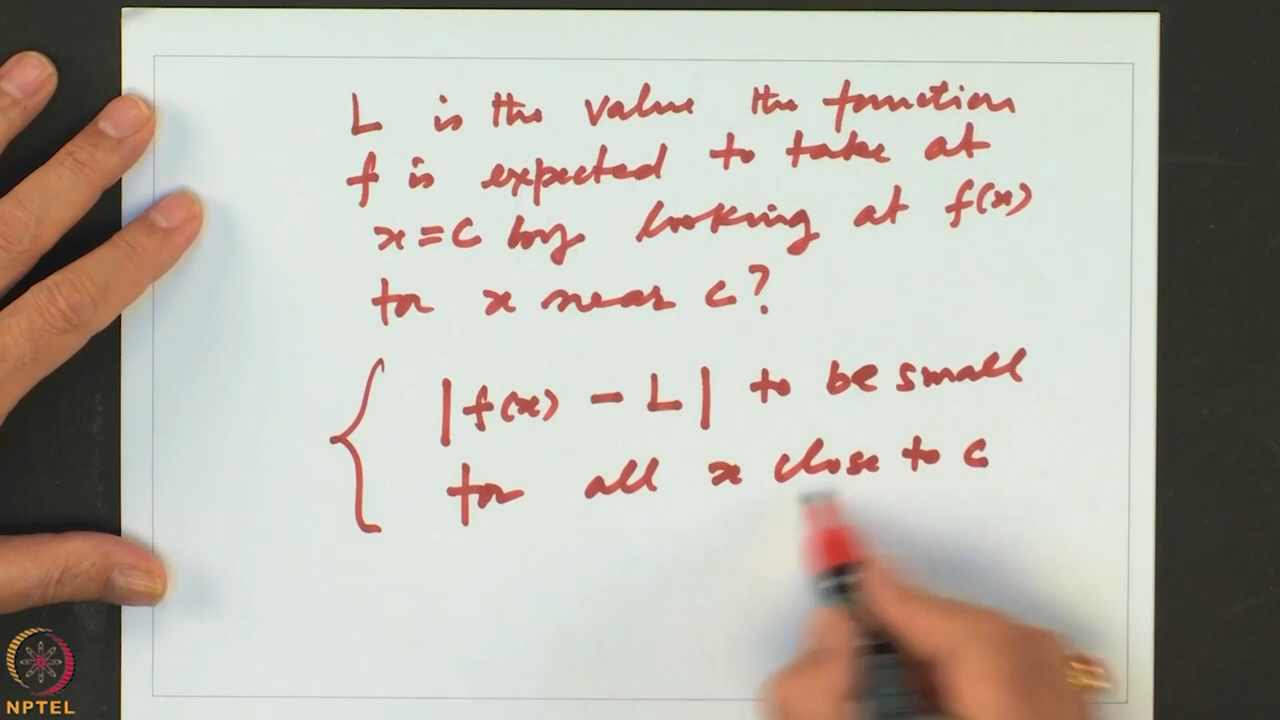 L is the value the function
f is expected to take at
x = c by looking at f(x)
for x near c?
|f(x) - L| to be small
for all x close to c
NPTEL